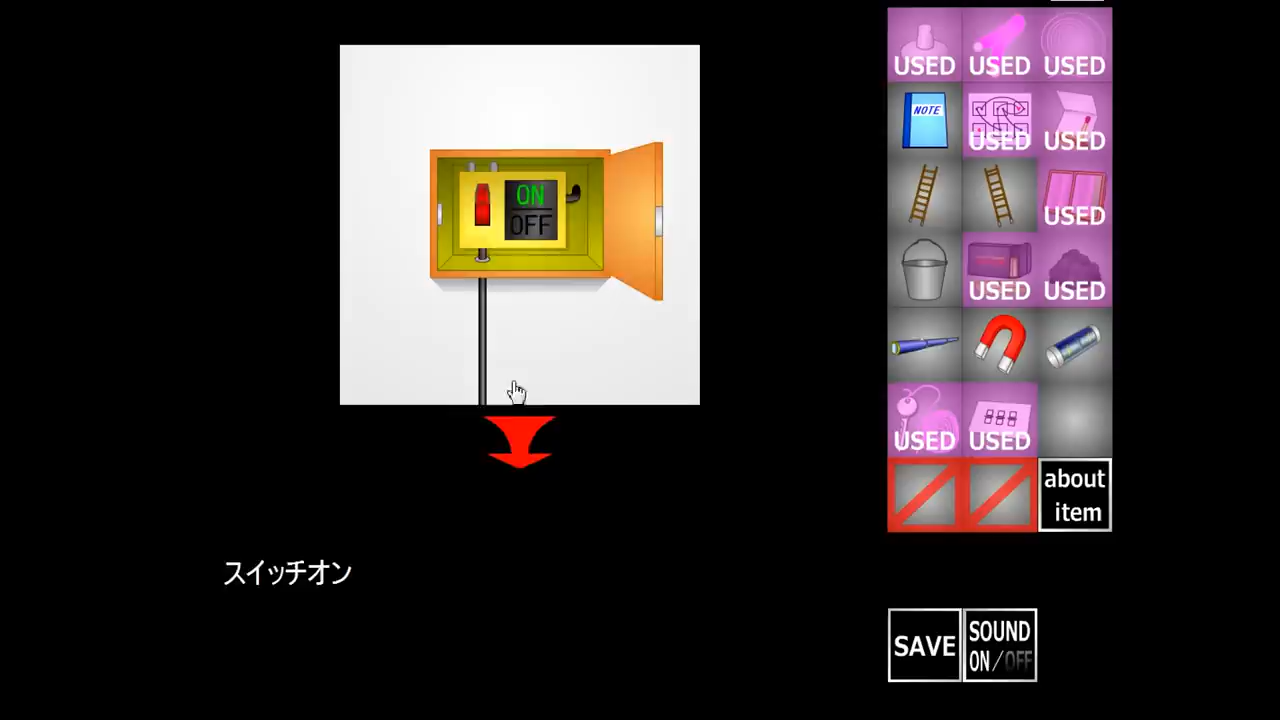 USED USED USED
NOTE USED USED
USED
USED USED
ON
OFF
USED USED
about
item
スイッチオン
SAVE
SOUND
ON/OFF